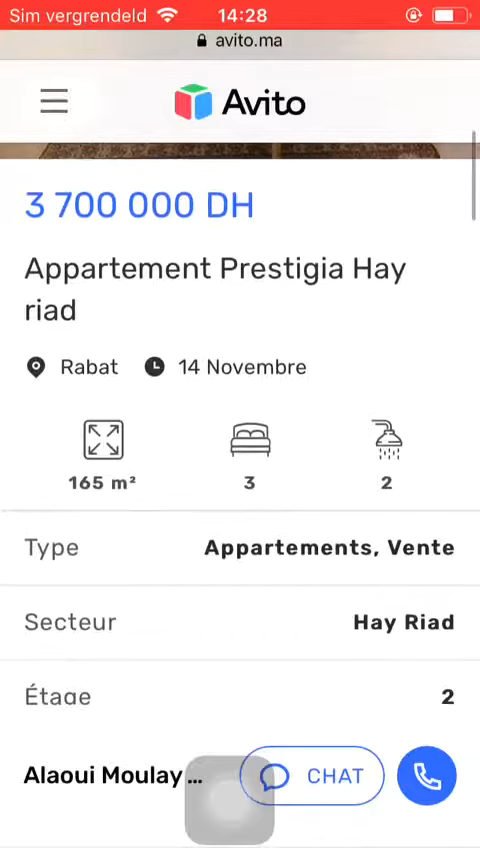 Sim vergrendeld 14:28
avito.ma
Avito
3 700 000 DH
Appartement Prestigia Hay
riad
Rabat 14 Novembre
165 m² 3 2
Type Appartements, Vente
Secteur Hay Riad
Étage 2
Alaoui Moulay ... CHAT